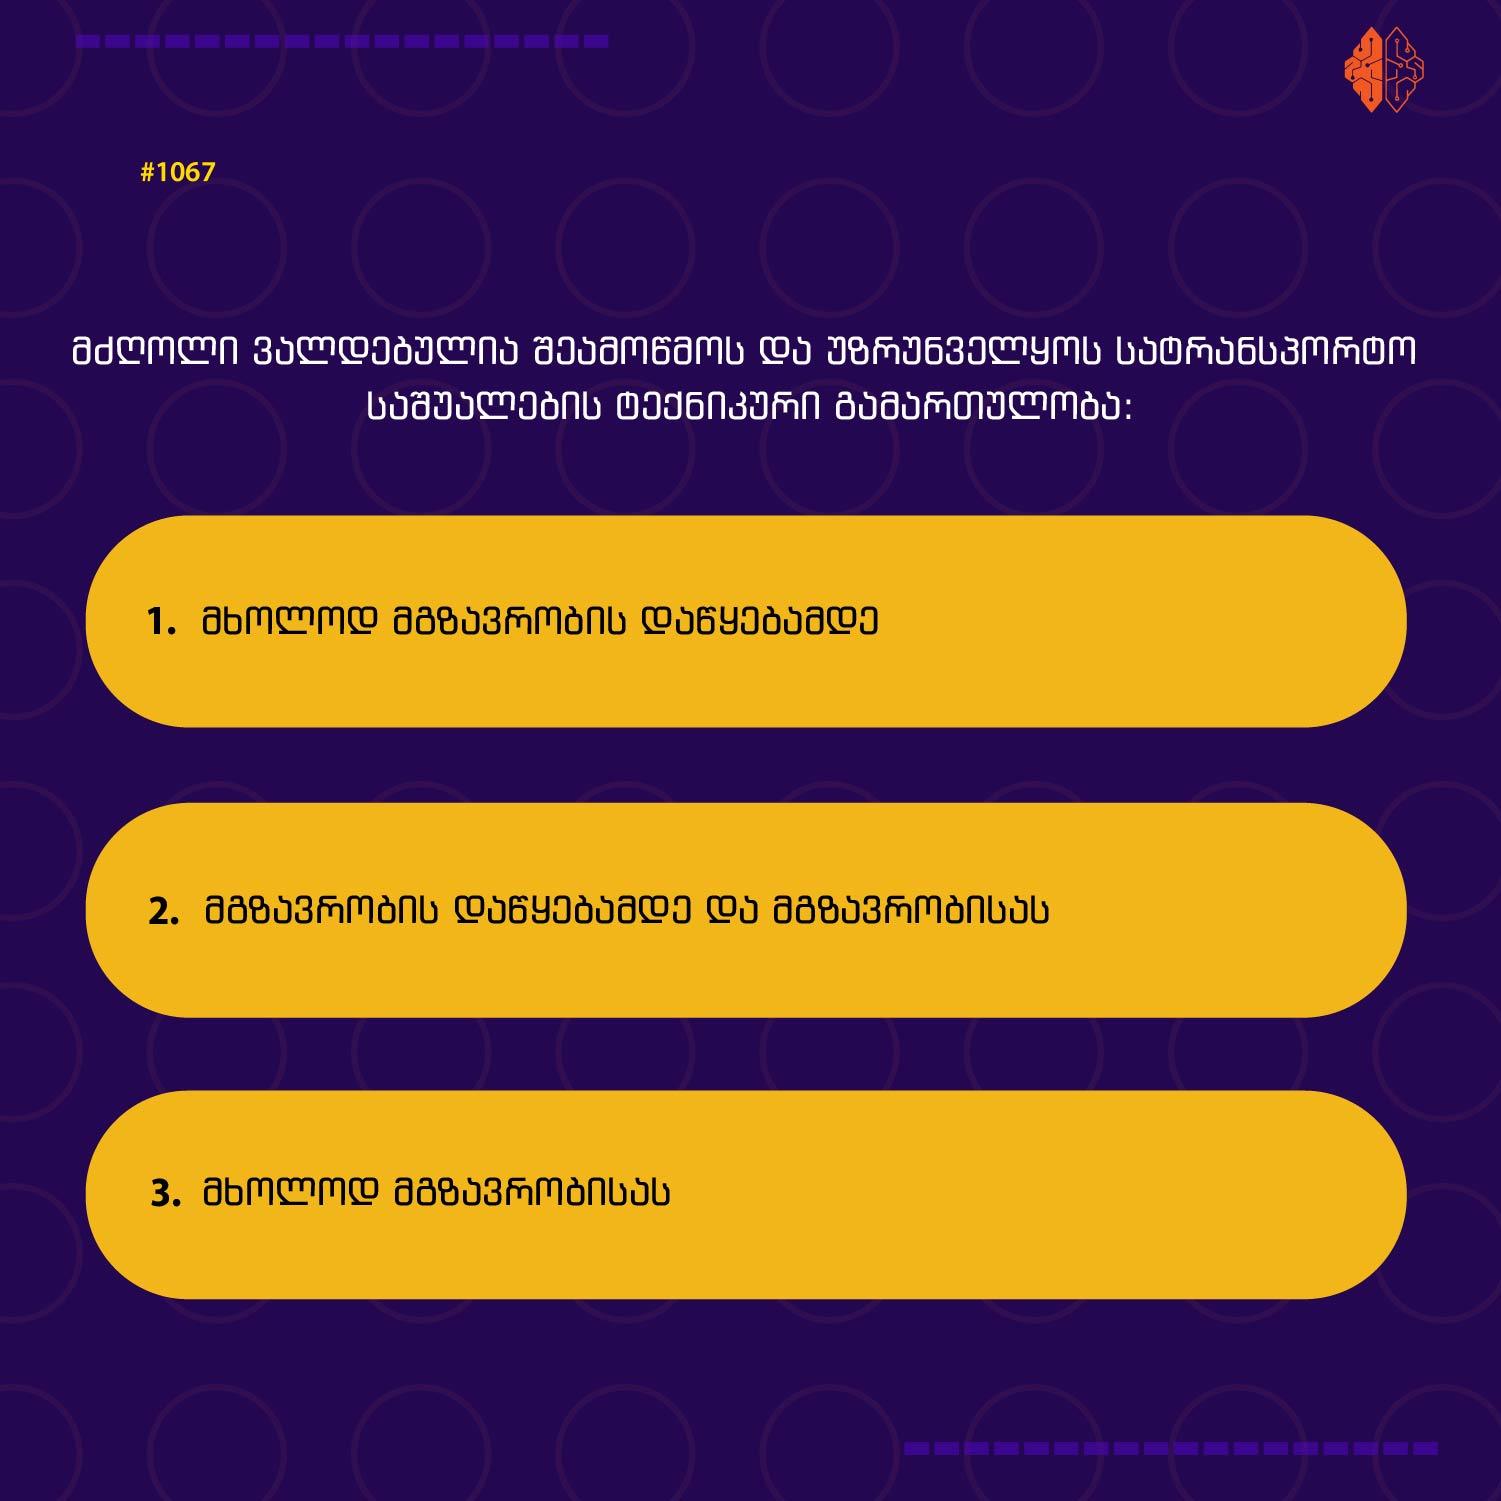 #1067
მძღოლი ვალდებულია შეამოწმოს და უზრუნველყოს სატრანსპორტო
საშუალების ტექნიკური გამართულობა:
1. მხოლოდ მგზავრობის დაწყებამდე
2. მგზავრობის დაწყებამდე და მგზავრობისას
3. მხოლოდ მგზავრობისას